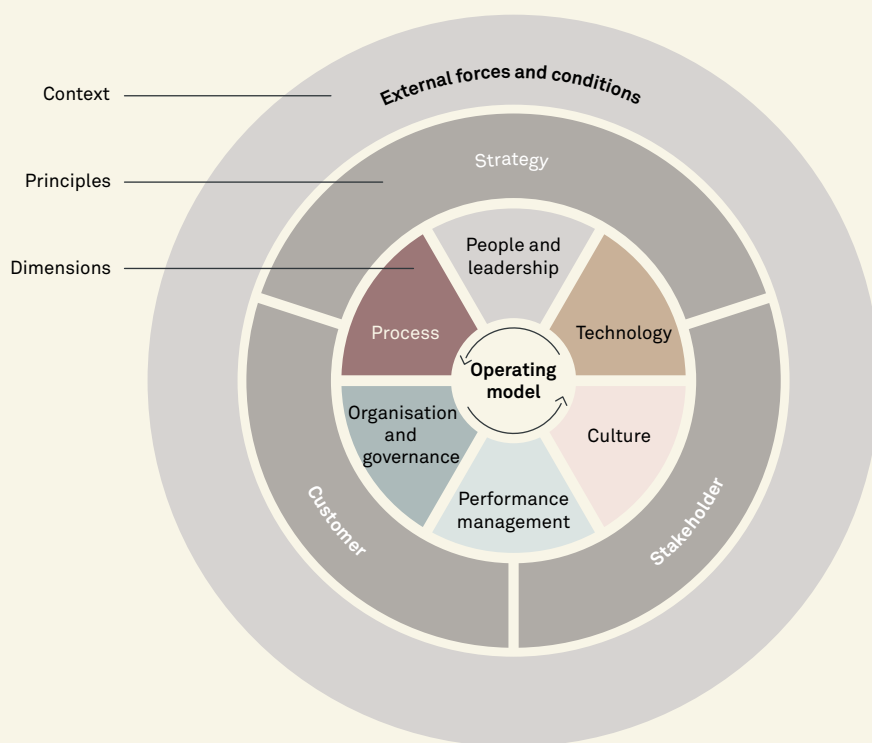 External forces and conditions
Context
Strategy
Principles
People and
leadership
Dimensions
Process
Technology
Operating
model
Organisation
and
governance
Culture
Performance
management
Customer
Stakeholder